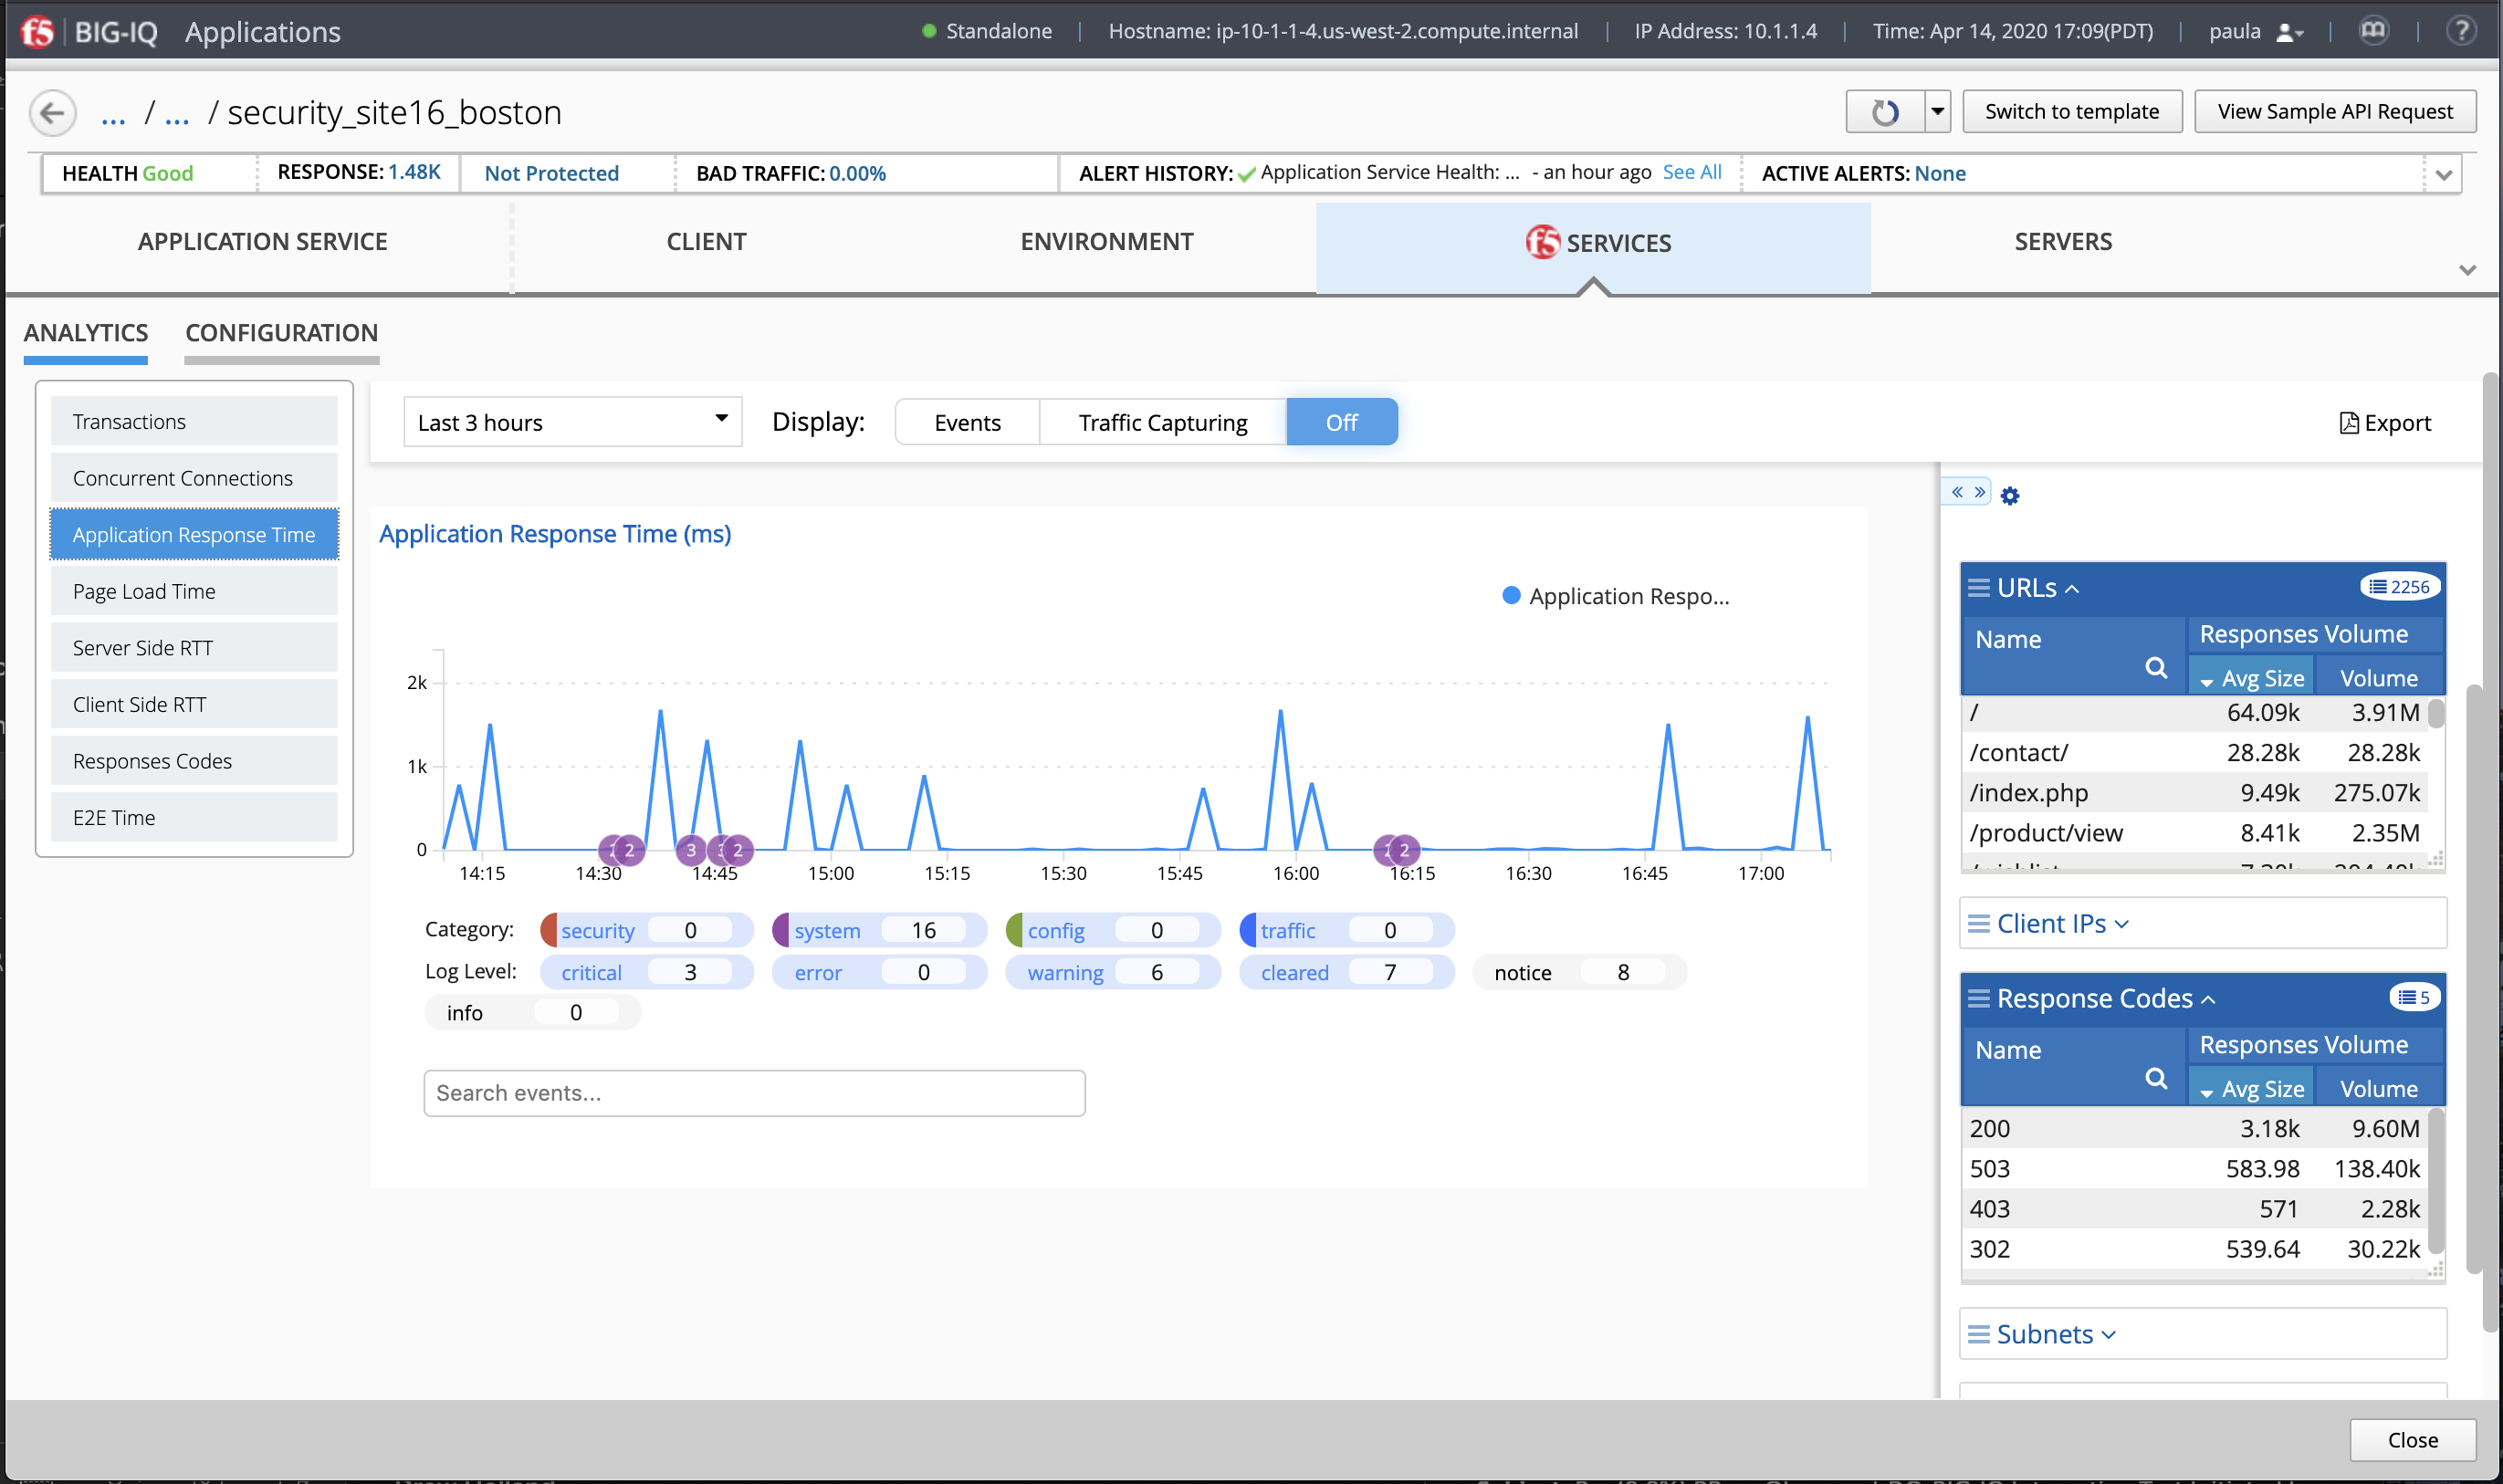 f5 BIG-IQ Applications Standalone Hostname: ip-10-1-1-4.us-west-2.compute.internal IP Address: 10.1.1.4 Time: Apr 14, 2020 17:09(PDT) paula ?
... / ... / security_site16_boston Switch to template View Sample API Request
HEALTH Good RESPONSE: 1.48K Not Protected BAD TRAFFIC: 0.00% ALERT HISTORY: Application Service Health: ... - an hour ago See All ACTIVE ALERTS: None
APPLICATION SERVICE CLIENT ENVIRONMENT f5 SERVICES SERVERS
ANALYTICS CONFIGURATION
Transactions
Concurrent Connections
Application Response Time
Page Load Time
Server Side RTT
Client Side RTT
Responses Codes
E2E Time
Last 3 hours Display: Events Traffic Capturing Off Export
Application Response Time (ms)
Application Respo...
2k
1k
0
2 3 2 2
14:15 14:30 14:45 15:00 15:15 15:30 15:45 16:00 16:15 16:30 16:45 17:00
Category: security 0 system 16 config 0 traffic 0
Log Level: critical 3 error 0 warning 6 cleared 7 notice 8
info 0
Search events...
« »
URLs 2256
Name Responses Volume
Avg Size Volume
/ 64.09k 3.91M
/contact/ 28.28k 28.28k
/index.php 9.49k 275.07k
/product/view 8.41k 2.35M
Client IPs
Response Codes 5
Name Responses Volume
Avg Size Volume
200 3.18k 9.60M
503 583.98 138.40k
403 571 2.28k
302 539.64 30.22k
Subnets
Close